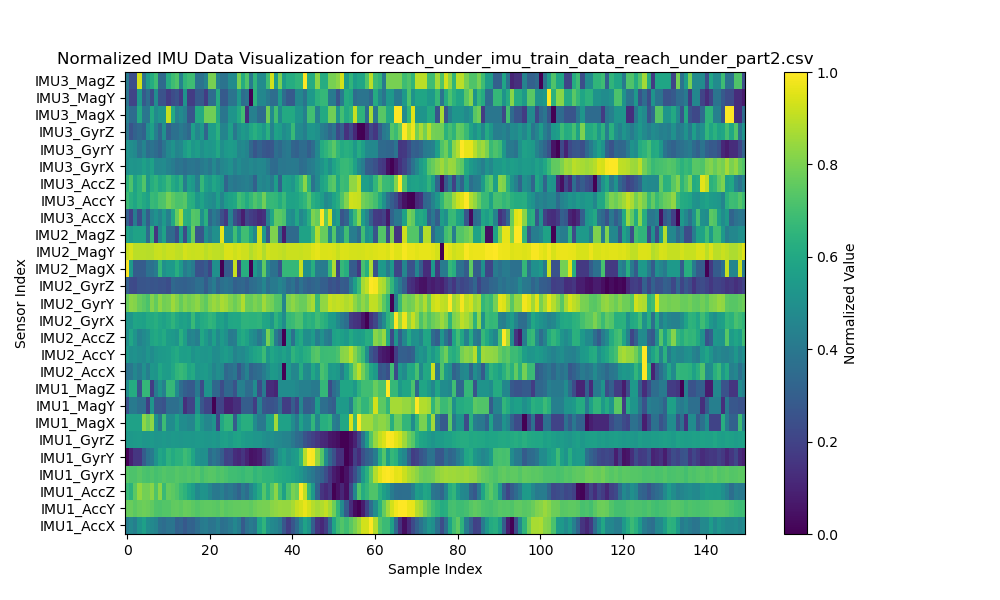 Normalized IMU Data Visualization for reach_under_imu_train_data_reach_under_part2.csv
IMU3_MagZ
IMU3_MagY
IMU3_MagX
IMU3_GyrZ
IMU3_GyrY
IMU3_GyrX
IMU3_AccZ
IMU3_AccY
IMU3_AccX
IMU2_MagZ
IMU2_MagY
IMU2_MagX
IMU2_GyrZ
IMU2_GyrY
IMU2_GyrX
IMU2_AccZ
IMU2_AccY
IMU2_AccX
IMU1_MagZ
IMU1_MagY
IMU1_MagX
IMU1_GyrZ
IMU1_GyrY
IMU1_GyrX
IMU1_AccZ
IMU1_AccY
IMU1_AccX
Sensor Index
0 20 40 60 80 100 120 140
Sample Index
1.0
0.8
0.6
0.4
0.2
0.0
Normalized Value